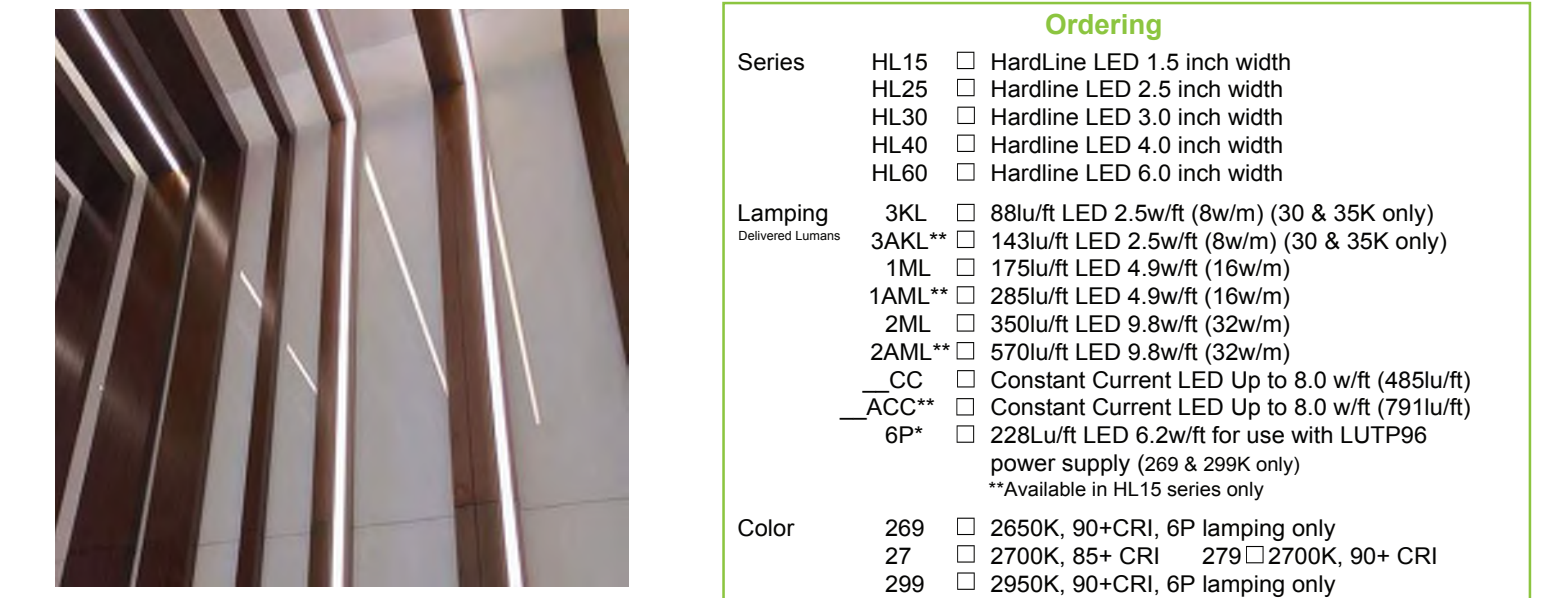 Ordering
Series HL15 ☐ HardLine LED 1.5 inch width
HL25 ☐ Hardline LED 2.5 inch width
HL30 ☐ Hardline LED 3.0 inch width
HL40 ☐ Hardline LED 4.0 inch width
HL60 ☐ Hardline LED 6.0 inch width
Lamping 3KL ☐ 88lu/ft LED 2.5w/ft (8w/m) (30 & 35K only)
Delivered Lumans 3AKL** ☐ 143lu/ft LED 2.5w/ft (8w/m) (30 & 35K only)
1ML ☐ 175lu/ft LED 4.9w/ft (16w/m)
1AML** ☐ 285lu/ft LED 4.9w/ft (16w/m)
2ML ☐ 350lu/ft LED 9.8w/ft (32w/m)
2AML** ☐ 570lu/ft LED 9.8w/ft (32w/m)
__CC ☐ Constant Current LED Up to 8.0 w/ft (485lu/ft)
__ACC** ☐ Constant Current LED Up to 8.0 w/ft (791lu/ft)
6P* ☐ 228Lu/ft LED 6.2w/ft for use with LUTP96
power supply (269 & 299K only)
**Available in HL15 series only
Color 269 ☐ 2650K, 90+CRI, 6P lamping only
27 ☐ 2700K, 85+ CRI 279 ☐ 2700K, 90+ CRI
299 ☐ 2950K, 90+CRI, 6P lamping only